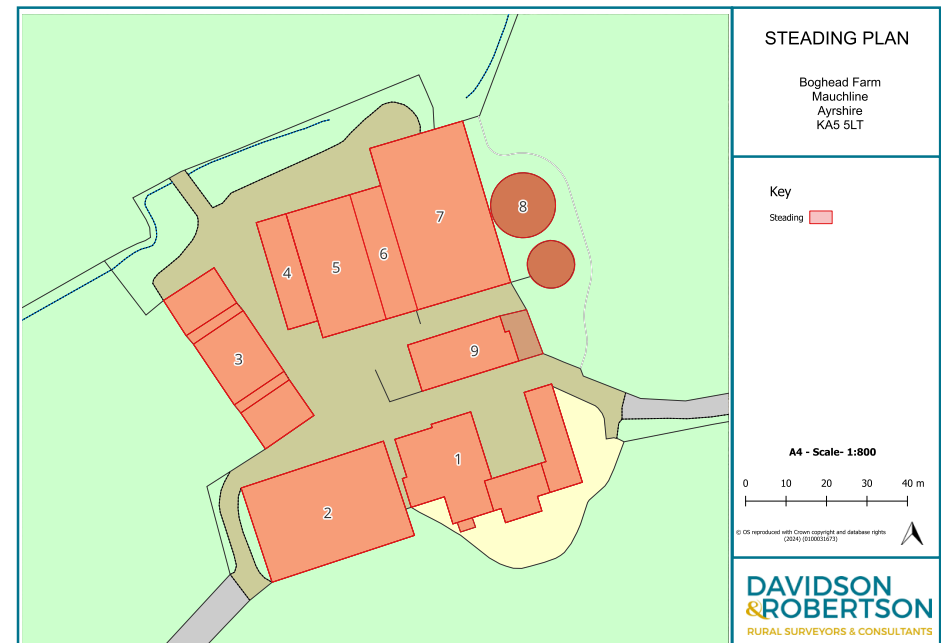 STEADING PLAN
Boghead Farm
Mauchline
Ayrshire
KA5 5LT
Key
Steading
7
8
6
5
4
3
9
1
2
A4 - Scale- 1:800
0 10 20 30 40 m
© OS reproduced with Crown copyright and database rights
(2024) (0100031673)
DAVIDSON
&ROBERTSON
RURAL SURVEYORS & CONSULTANTS